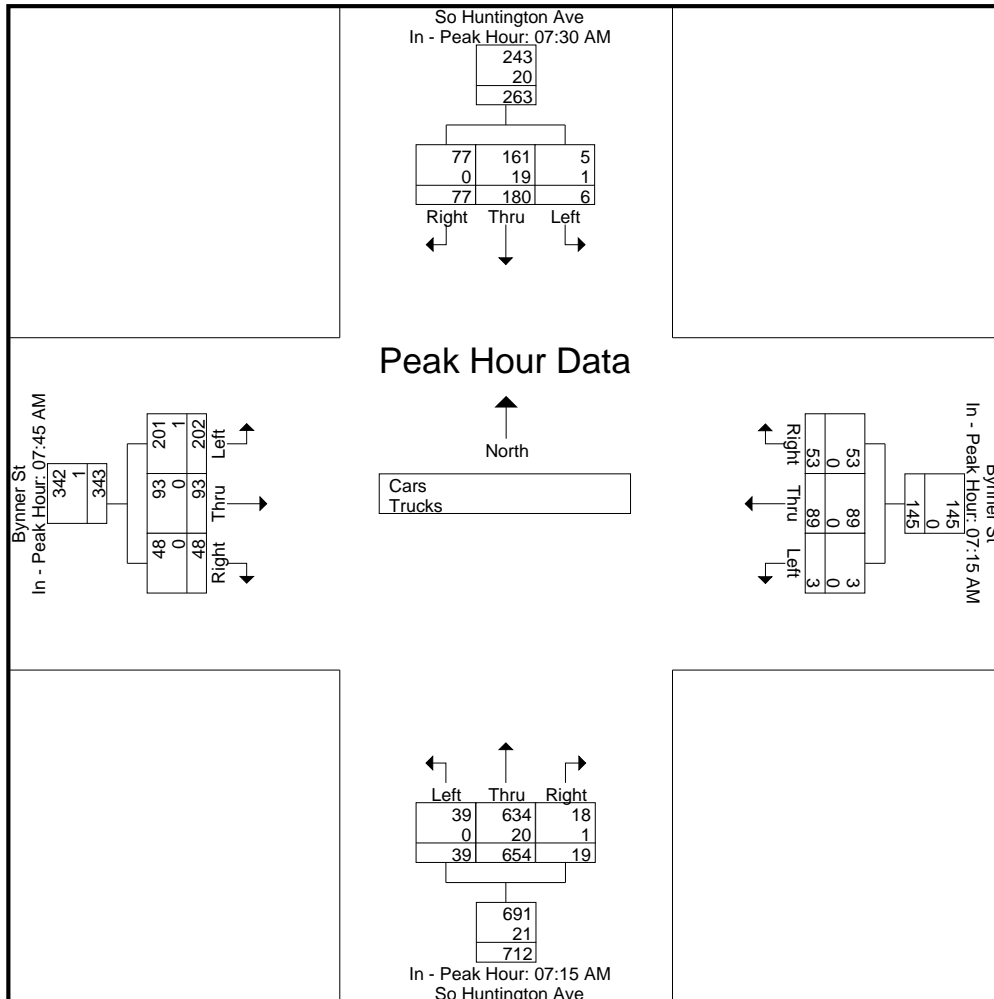 So Huntington Ave
In - Peak Hour: 07:30 AM
243
20
263
77 161 5
0 19 1
77 180 6
Right Thru Left
Peak Hour Data
North
Cars
Trucks
Bynner St
In - Peak Hour: 07:45 AM
342
1
343
201 1 202
Left
93 0 93
Thru
48 0 48
Right
Bynner St
In - Peak Hour: 07:15 AM
145
0
145
Right
53 0 53
Thru
89 0 89
Left
3 0 3
Left Thru Right
39 634 18
0 20 1
39 654 19
691
21
712
In - Peak Hour: 07:15 AM
So Huntington Ave